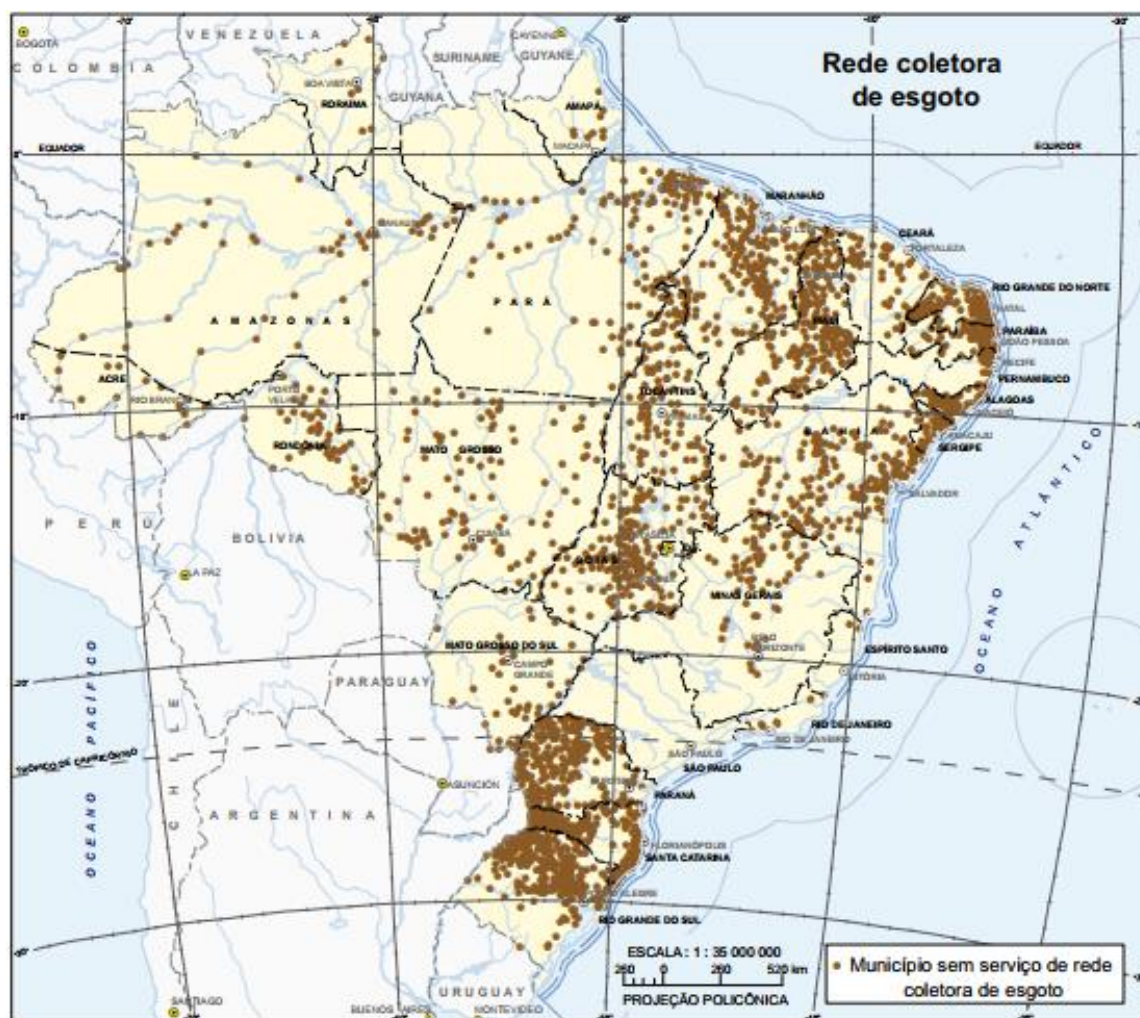 Rede coletora
de esgoto
VENEZUELA
BOGOTÁ
COLOMBIA
CAYENNE
SURINAME
GUYANE
GUYANA
BOA VISTA
RORAIMA
AMAPÁ
MACAPÁ
EQUADOR
EQUADOR
MARANHÃO
CEARÁ
FORTALEZA
RIO GRANDE DO NORTE
NATAL
PARAÍBA
JOÃO PESSOA
RECIFE
PERNAMBUCO
ALAGOAS
SERGIPE
SALVADOR
AMAZONAS
PARÁ
ACRE
RIO BRANCO
PORTO
VELHO
RONDÔNIA
MATO GROSSO
TOCANTINS
BAHIA
PERÚ
BOLIVIA
LA PAZ
CUIABÁ
GOIÁS
MINAS GERAIS
BELO
HORIZONTE
ESPÍRITO SANTO
VITÓRIA
MATO GROSSO DO SUL
CAMPO
GRANDE
PARAGUAY
RIO DE JANEIRO
RIO DE JANEIRO
SÃO PAULO
SÃO PAULO
TRÓPICO DE CAPRICÓRNIO
ASUNCIÓN
PARANÁ
CHILE
ARGENTINA
FLORIANÓPOLIS
SANTA CATARINA
RIO GRANDE DO SUL
OCEANO PACÍFICO
OCEANO ATLÂNTICO
ESCALA : 1 : 35 000 000
260 0 260 520 km
PROJEÇÃO POLICÔNICA
Município sem serviço de rede
coletora de esgoto
SANTIAGO
BUENOS AIRES
URUGUAY
MONTEVIDEO